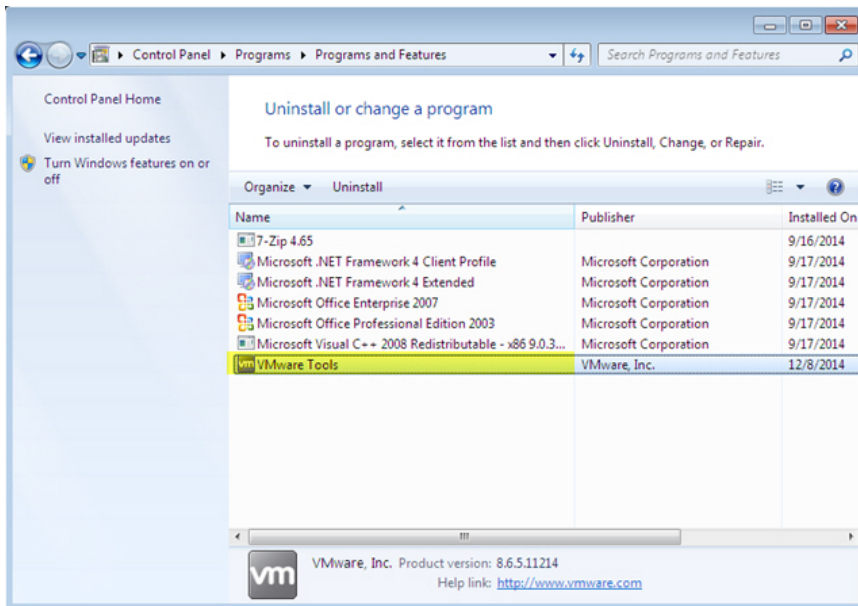 Control Panel ▸ Programs ▸ Programs and Features
Search Programs and Features
Control Panel Home
View installed updates
Turn Windows features on or
off
Uninstall or change a program
To uninstall a program, select it from the list and then click Uninstall, Change, or Repair.
Organize Uninstall
Name Publisher Installed On
7-Zip 4.65 9/16/2014
Microsoft .NET Framework 4 Client Profile Microsoft Corporation 9/17/2014
Microsoft .NET Framework 4 Extended Microsoft Corporation 9/17/2014
Microsoft Office Enterprise 2007 Microsoft Corporation 9/17/2014
Microsoft Office Professional Edition 2003 Microsoft Corporation 9/17/2014
Microsoft Visual C++ 2008 Redistributable - x86 9.0.3... Microsoft Corporation 9/17/2014
vm VMware Tools VMware, Inc. 12/8/2014
vm
VMware, Inc. Product version: 8.6.5.11214
Help link: http://www.vmware.com